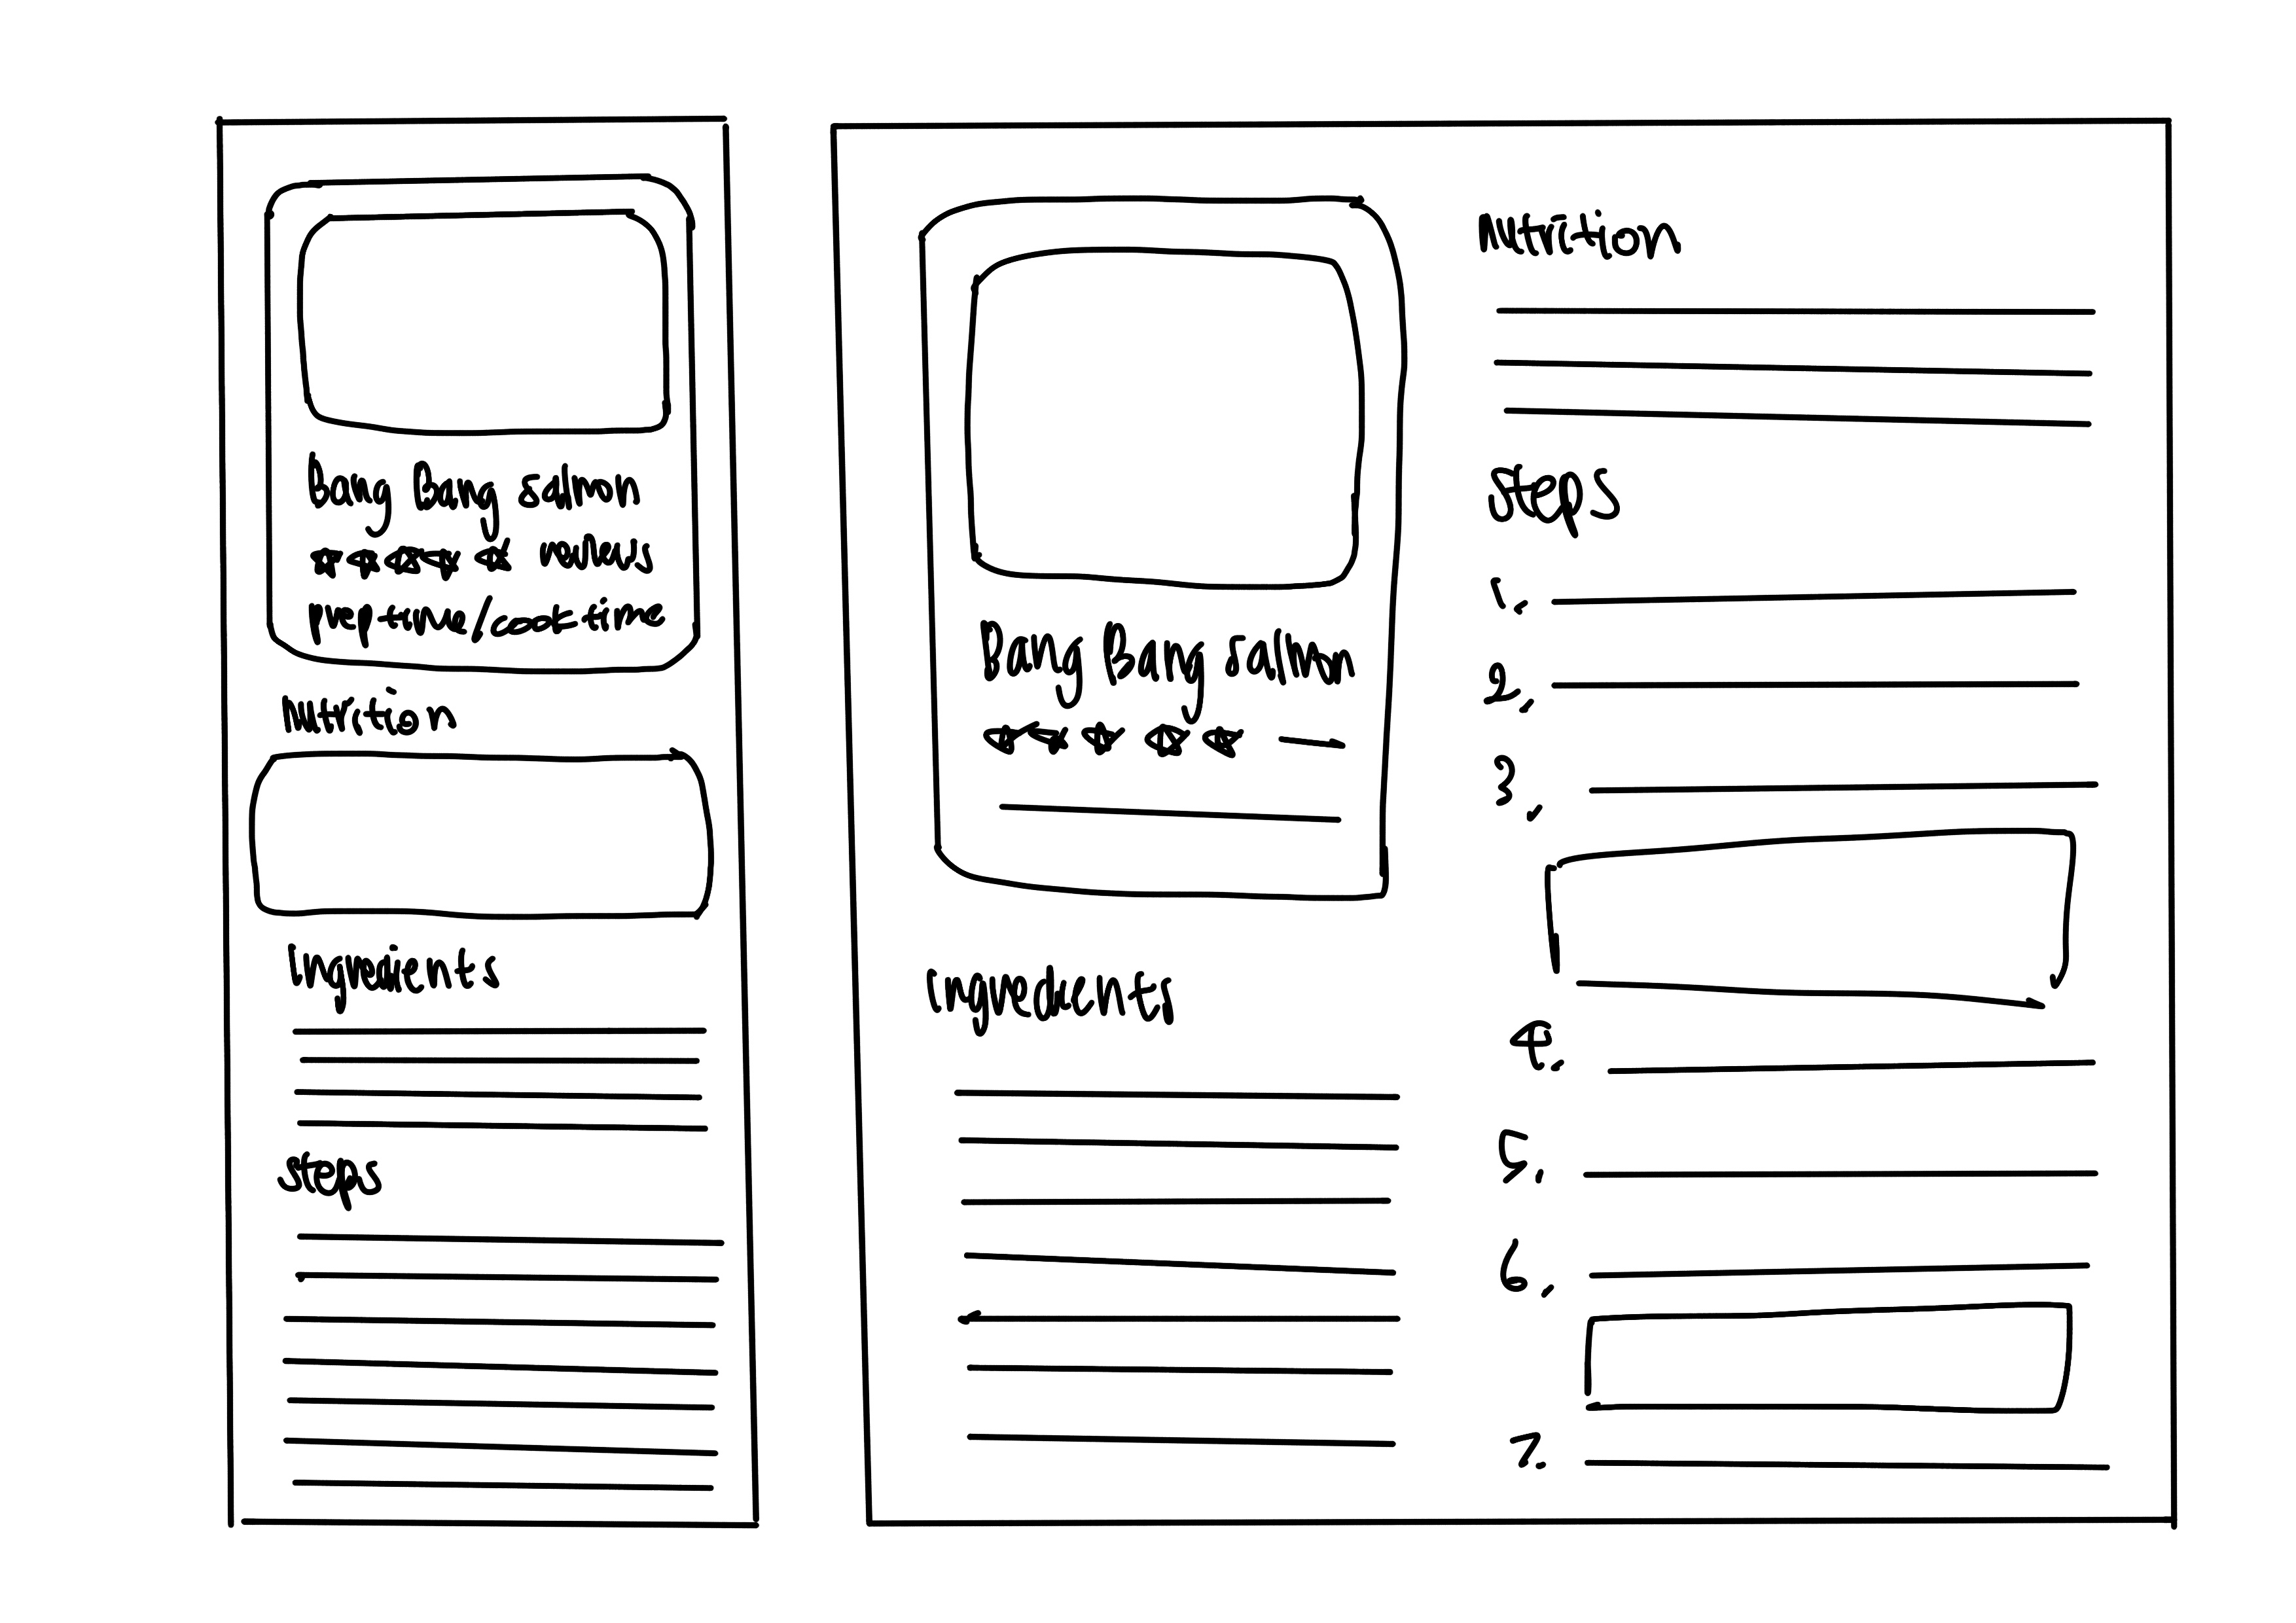 Bang Bang salmon
★★★★★ reviews
prep time/cook time
Nutrition
Ingredients
Steps
Bang Bang salmon
★★★★★
Ingredients
Nutrition
Steps
1.
2.
3.
4.
5.
6.
7.